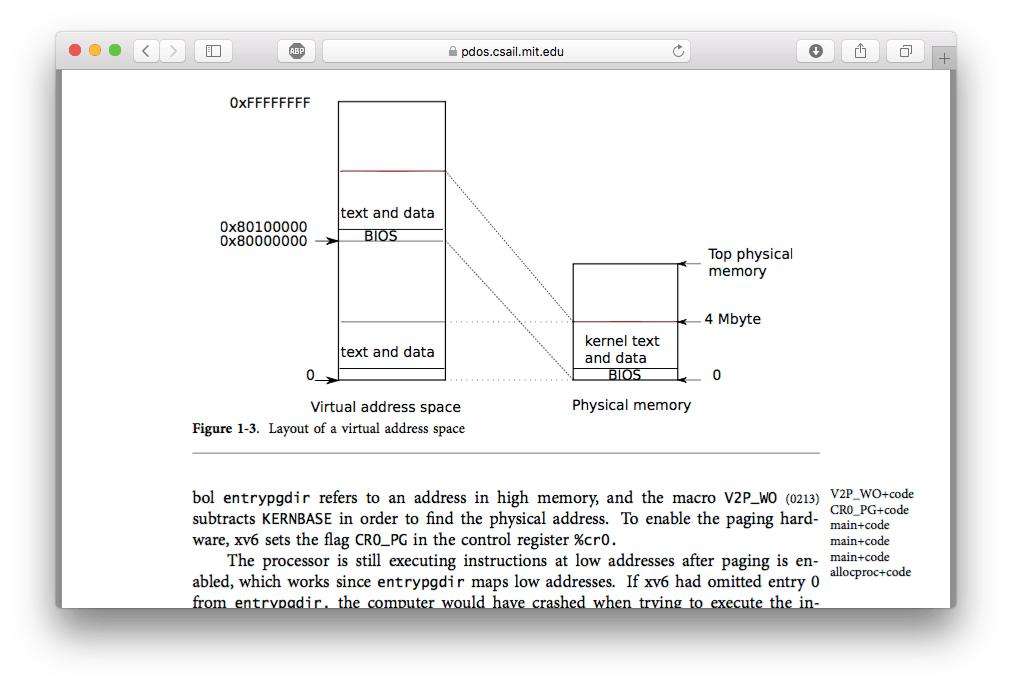 ABP
pdos.csail.mit.edu
0xFFFFFFFF
text and data
0x80100000
BIOS
0x80000000
Top physical
memory
4 Mbyte
kernel text
and data
text and data
BIOS
0
0
Virtual address space
Physical memory
Figure 1-3. Layout of a virtual address space
bol entrypgdir refers to an address in high memory, and the macro V2P_WO (0213)
subtracts KERNBASE in order to find the physical address. To enable the paging hard-
ware, xv6 sets the flag CR0_PG in the control register %cr0.
The processor is still executing instructions at low addresses after paging is en-
abled, which works since entrypgdir maps low addresses. If xv6 had omitted entry 0
from entrypgdir, the computer would have crashed when trying to execute the in-
V2P_WO+code
CR0_PG+code
main+code
main+code
main+code
allocproc+code